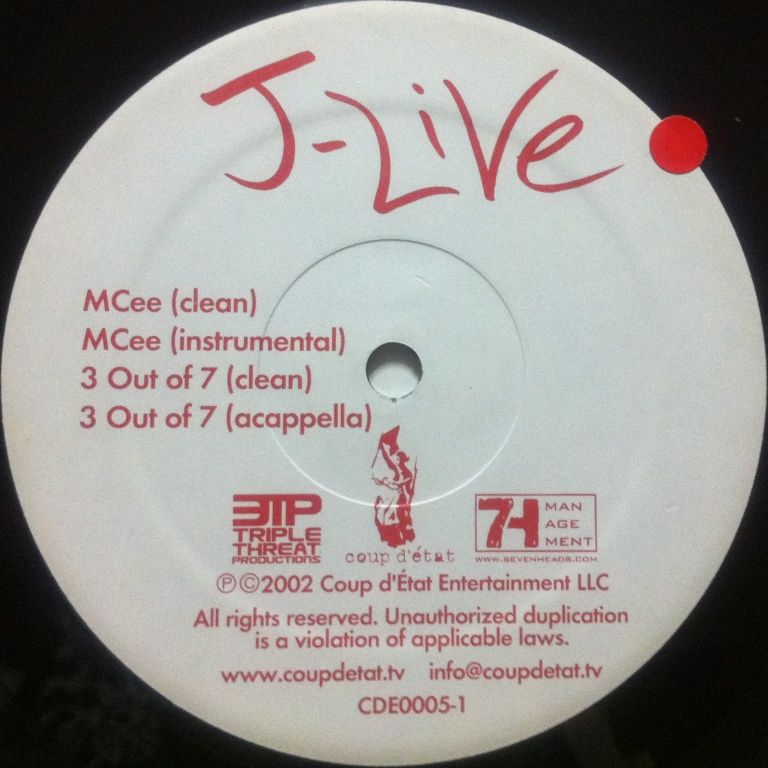 J-Live
MCee (clean)
MCee (instrumental)
3 Out of 7 (clean)
3 Out of 7 (acappella)
3TP
TRIPLE
THREAT
PRODUCTIONS
coup d'état
7H
MAN
AGE
MENT
WWW.SEVENHEADS.COM
℗©2002 Coup d'État Entertainment LLC
All rights reserved. Unauthorized duplication
is a violation of applicable laws.
www.coupdetat.tv info@coupdetat.tv
CDE0005-1